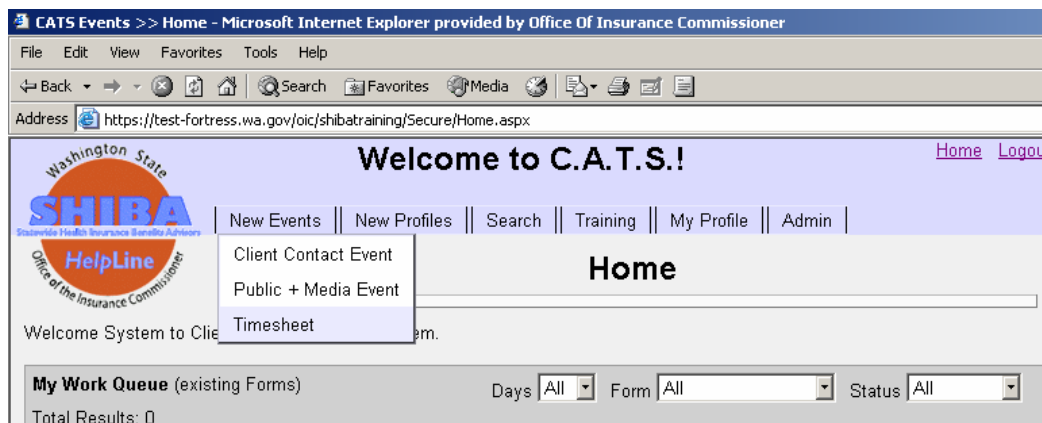 CATS Events >> Home - Microsoft Internet Explorer provided by Office Of Insurance Commissioner
File Edit View Favorites Tools Help
Back Search Favorites Media
Address https://test-fortress.wa.gov/oic/shibatraining/Secure/Home.aspx
Washington State
SHIBA
Statewide Health Insurance Benefits Advisors
HelpLine
Office of the Insurance Commissioner
Welcome to C.A.T.S.!
Home Logou
New Events || New Profiles || Search || Training || My Profile || Admin |
Client Contact Event
Public + Media Event
Timesheet
Home
Welcome System to Clie em.
My Work Queue (existing Forms) Days All Form All Status All
Total Results: 0